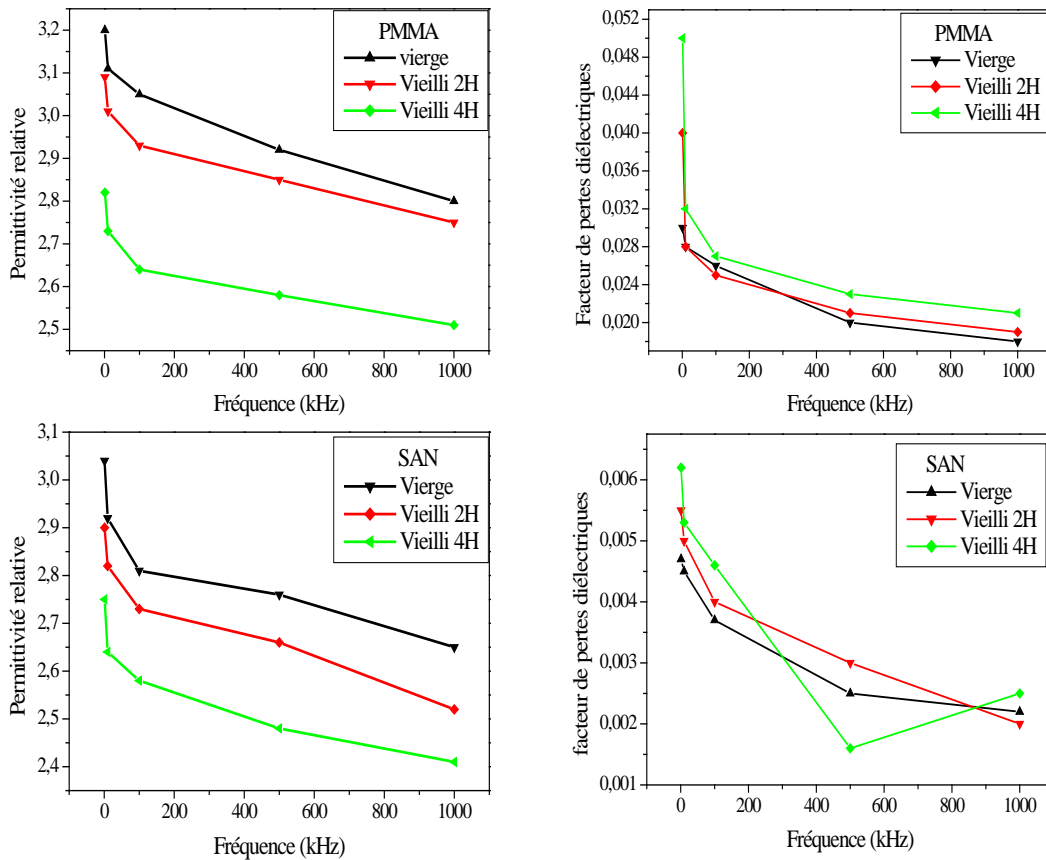 PMMA
vierge
Vieilli 2H
Vieilli 4H
3,2
3,1
3,0
2,9
2,8
2,7
2,6
2,5
0 200 400 600 800 1000
Permittivité relative
Fréquence (kHz)
PMMA
Vierge
Vieilli 2H
Vieilli 4H
0,052
0,048
0,044
0,040
0,036
0,032
0,028
0,024
0,020
0 200 400 600 800 1000
Facteur de pertes diélectriques
Fréquence (kHz)
SAN
Vierge
Vieilli 2H
Vieilli 4H
3,1
3,0
2,9
2,8
2,7
2,6
2,5
2,4
0 200 400 600 800 1000
Permittivité relative
Fréquence (kHz)
SAN
Vierge
Vieilli 2H
Vieilli 4H
0,006
0,005
0,004
0,003
0,002
0,001
0 200 400 600 800 1000
facteur de pertes diélectriques
Fréquence (kHz)